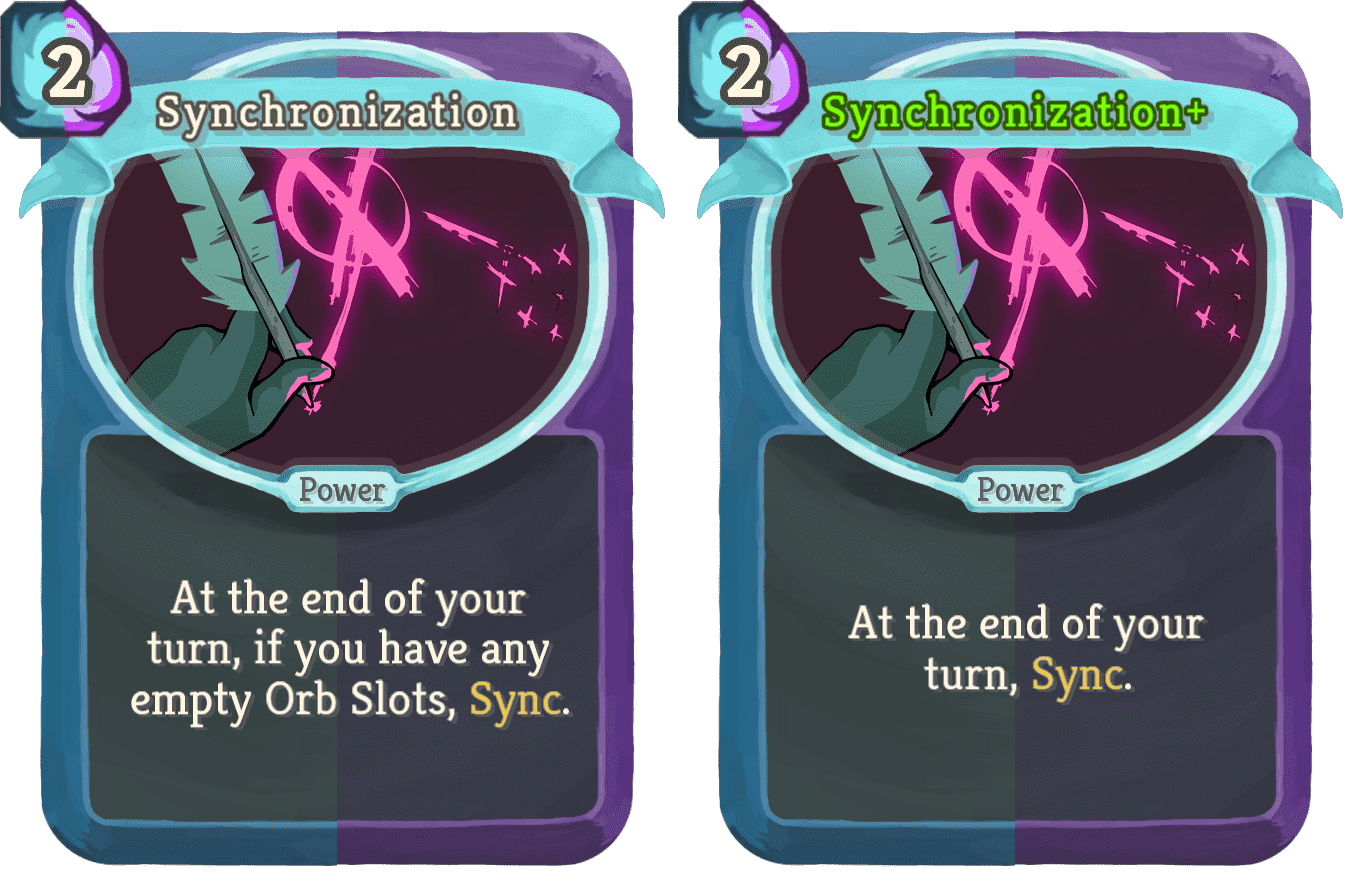 2
Synchronization
Power
At the end of your
turn, if you have any
empty Orb Slots, Sync.
2
Synchronization+
Power
At the end of your
turn, Sync.